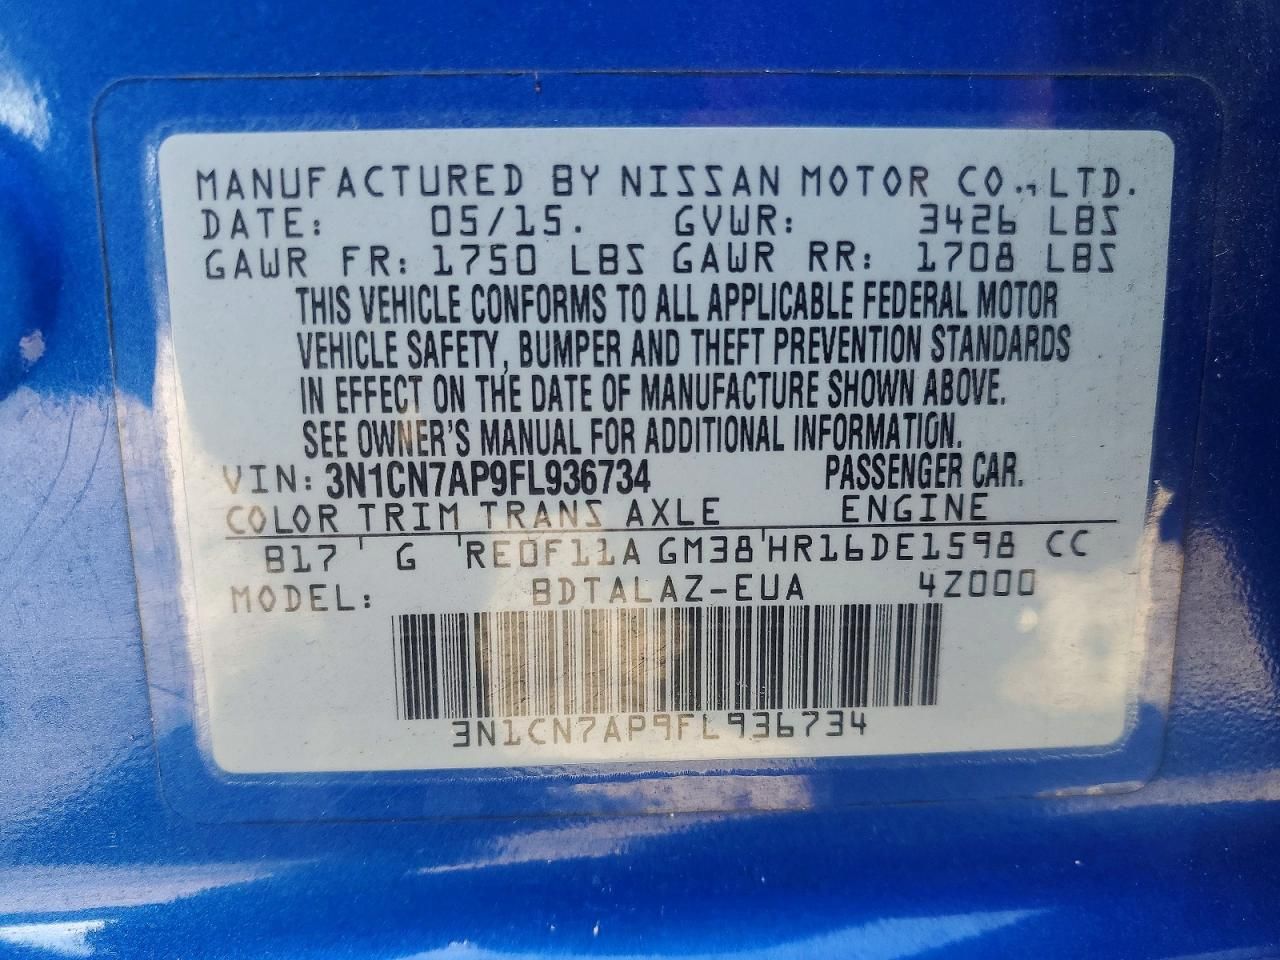 MANUFACTURED BY NISSAN MOTOR CO.,LTD.
DATE: 05/15. GVWR: 3426 LBS
GAWR FR: 1750 LBS GAWR RR: 1708 LBS
THIS VEHICLE CONFORMS TO ALL APPLICABLE FEDERAL MOTOR
VEHICLE SAFETY, BUMPER AND THEFT PREVENTION STANDARDS
IN EFFECT ON THE DATE OF MANUFACTURE SHOWN ABOVE.
SEE OWNER'S MANUAL FOR ADDITIONAL INFORMATION.
VIN: 3N1CN7AP9FL936734 PASSENGER CAR.
COLOR TRIM TRANS AXLE ENGINE
B17 G RE0F11A GM38 HR16DE1598 CC
MODEL: BDTALAZ-EUA 4Z000
3N1CN7AP9FL936734